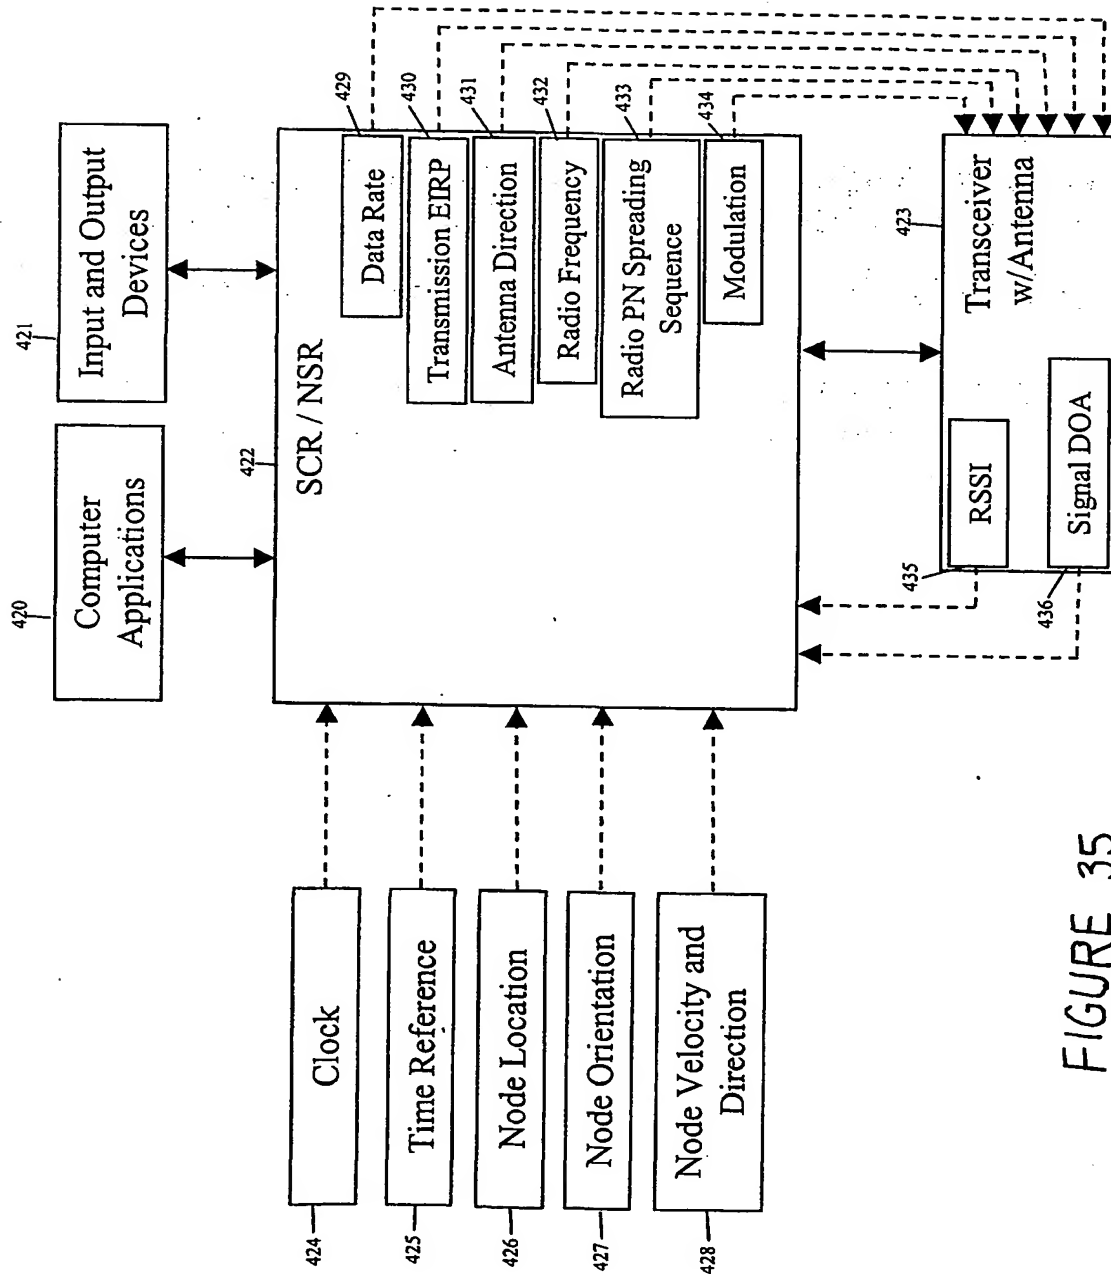 420
Computer
Applications
421
Input and Output
Devices
422
SCR / NSR
424
Clock
425
Time Reference
426
Node Location
427
Node Orientation
428
Node Velocity and
Direction
429
Data Rate
430
Transmission EIRP
431
Antenna Direction
432
Radio Frequency
433
Radio PN Spreading
Sequence
434
Modulation
423
Transceiver
w/Antenna
435
RSSI
436
Signal DOA
FIGURE 35